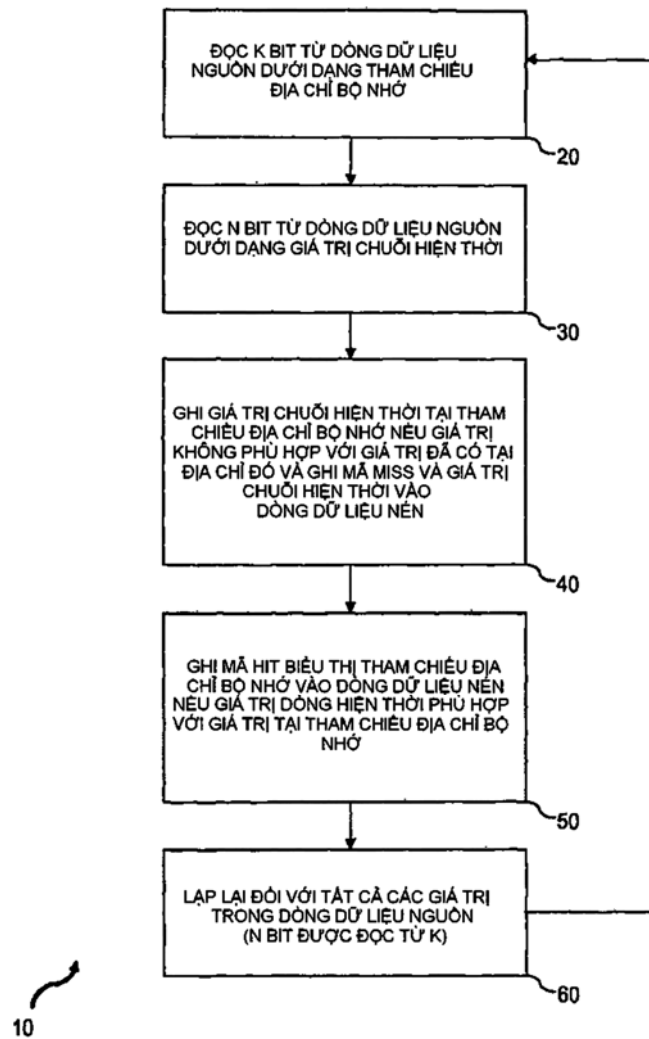 ĐỌC K BIT TỪ DÒNG DỮ LIỆU
NGUỒN DƯỚI DẠNG THAM CHIẾU
ĐỊA CHỈ BỘ NHỚ
20
ĐỌC N BIT TỪ DÒNG DỮ LIỆU NGUỒN
DƯỚI DẠNG GIÁ TRỊ CHUỖI HIỆN THỜI
30
GHI GIÁ TRỊ CHUỖI HIỆN THỜI TẠI THAM
CHIẾU ĐỊA CHỈ BỘ NHỚ NẾU GIÁ TRỊ
KHÔNG PHÙ HỢP VỚI GIÁ TRỊ ĐÃ CÓ TẠI
ĐỊA CHỈ ĐÓ VÀ GHI MÃ MISS VÀ GIÁ TRỊ
CHUỖI HIỆN THỜI VÀO
DÒNG DỮ LIỆU NÉN
40
GHI MÃ HIT BIỂU THỊ THAM CHIẾU ĐỊA
CHỈ BỘ NHỚ VÀO DÒNG DỮ LIỆU NÉN
NẾU GIÁ TRỊ DÒNG HIỆN THỜI PHÙ HỢP
VỚI GIÁ TRỊ TẠI THAM CHIẾU ĐỊA CHỈ BỘ
NHỚ
50
LẶP LẠI ĐỐI VỚI TẤT CẢ CÁC GIÁ TRỊ
TRONG DÒNG DỮ LIỆU NGUỒN
(N BIT ĐƯỢC ĐỌC TỪ K)
60
10